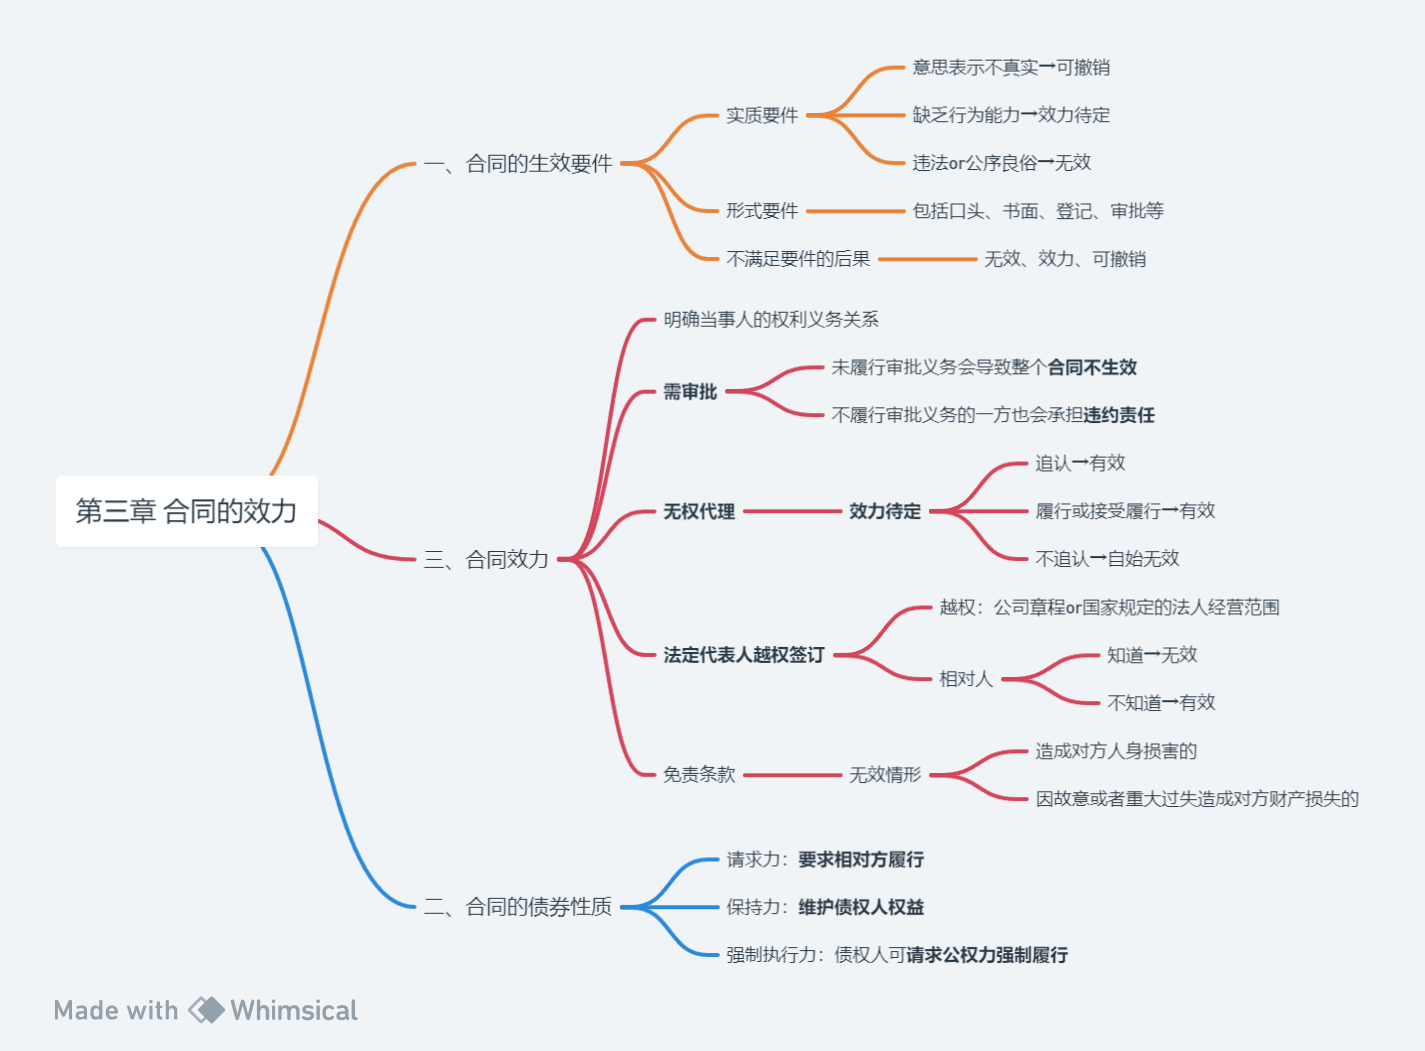 第三章 合同的效力
一、合同的生效要件
实质要件
意思表示不真实→可撤销
缺乏行为能力→效力待定
违法or公序良俗→无效
形式要件
包括口头、书面、登记、审批等
不满足要件的后果
无效、效力、可撤销
三、合同效力
明确当事人的权利义务关系
需审批
未履行审批义务会导致整个合同不生效
不履行审批义务的一方也会承担违约责任
无权代理
效力待定
追认→有效
履行或接受履行→有效
不追认→自始无效
法定代表人越权签订
越权：公司章程or国家规定的法人经营范围
相对人
知道→无效
不知道→有效
免责条款
无效情形
造成对方人身损害的
因故意或者重大过失造成对方财产损失的
二、合同的债券性质
请求力：要求相对方履行
保持力：维护债权人权益
强制执行力：债权人可请求公权力强制履行
Made with Whimsical